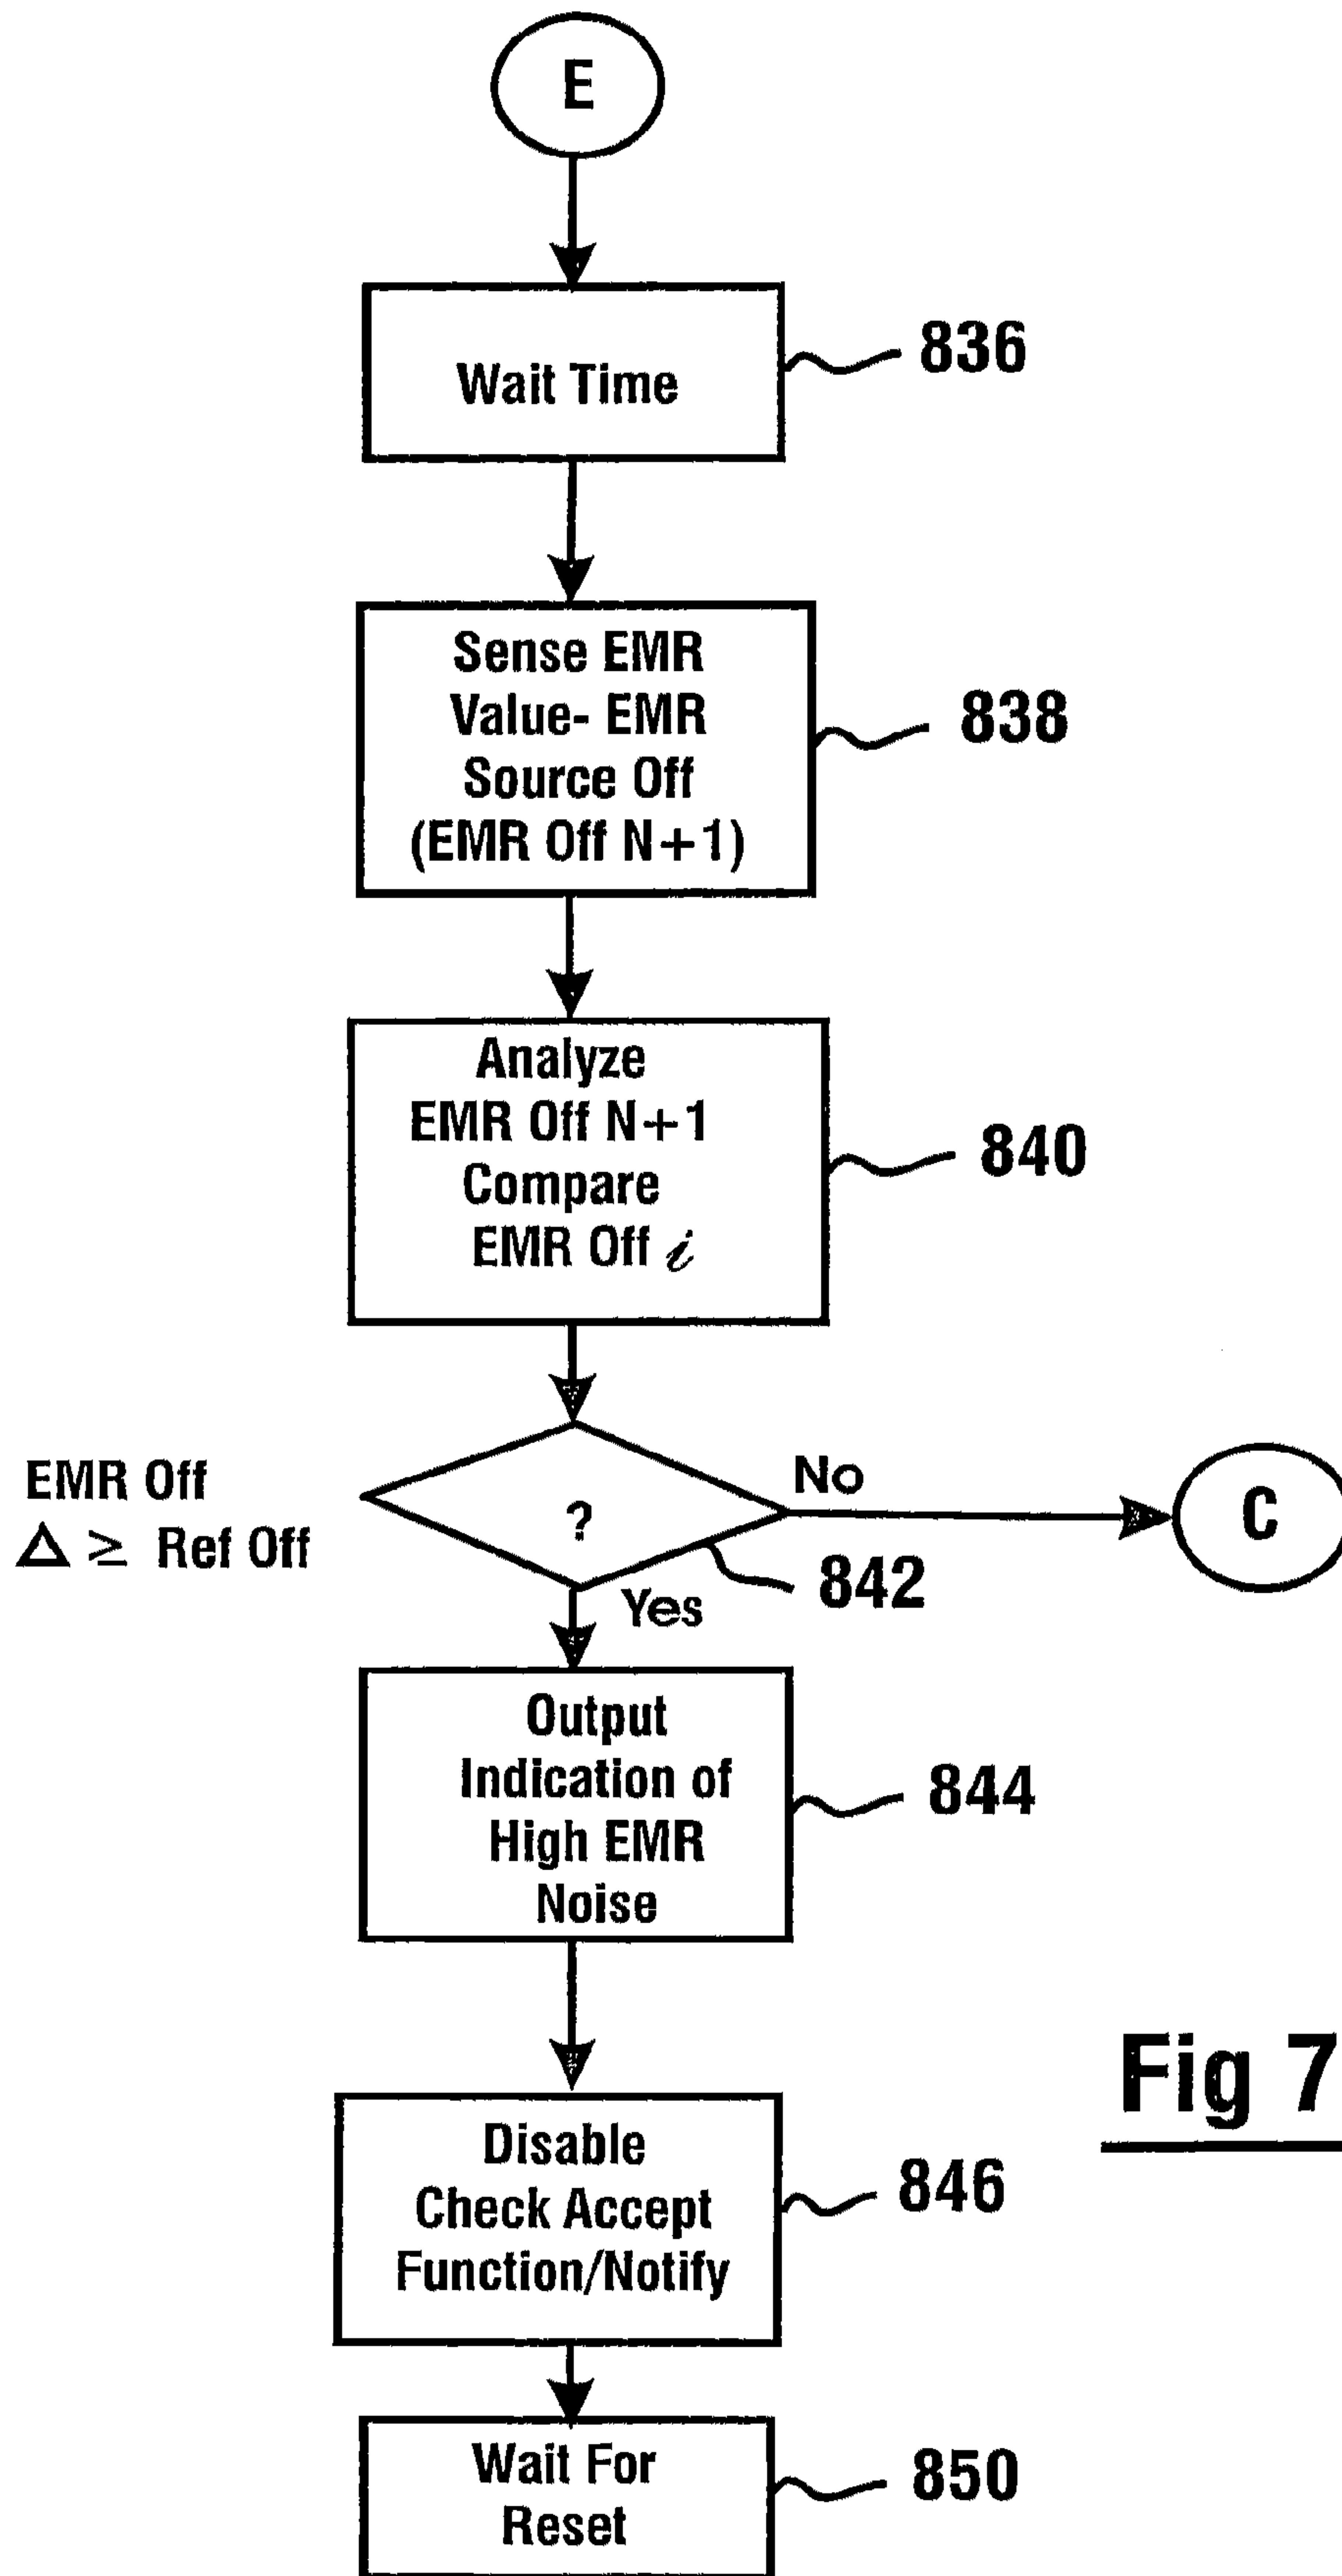 E
Wait Time
836
Sense EMR
Value- EMR
Source Off
(EMR Off N+1)
838
Analyze
EMR Off N+1
Compare
EMR Off i
840
EMR Off
Δ ≥ Ref Off
?
No
C
842
Yes
Output
Indication of
High EMR
Noise
844
Disable
Check Accept
Function/Notify
846
Fig 7
Wait For
Reset
850